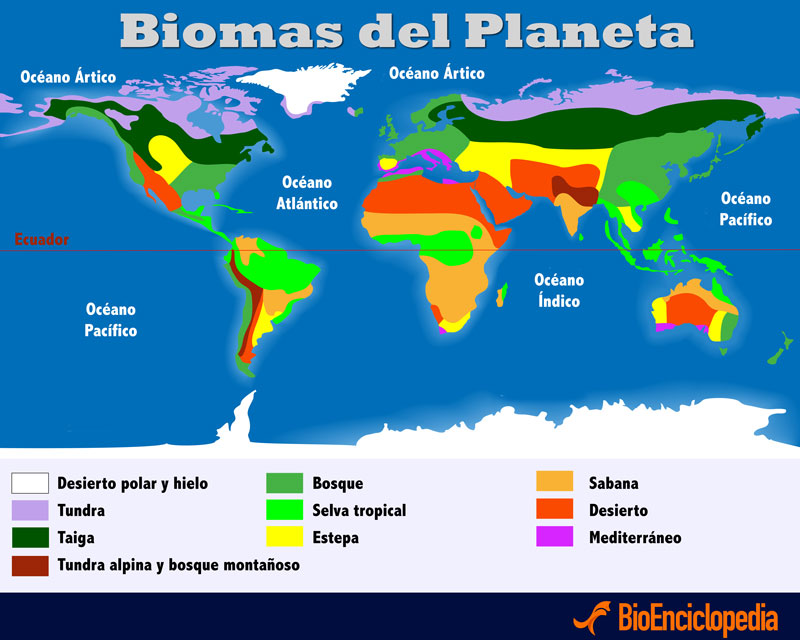 Biomas del Planeta
Océano Ártico
Océano Ártico
Océano
Atlántico
Océano
Pacífico
Ecuador
Océano
Índico
Océano
Pacífico
Desierto polar y hielo
Tundra
Taiga
Tundra alpina y bosque montañoso
Bosque
Selva tropical
Estepa
Sabana
Desierto
Mediterráneo
BioEnciclopedia